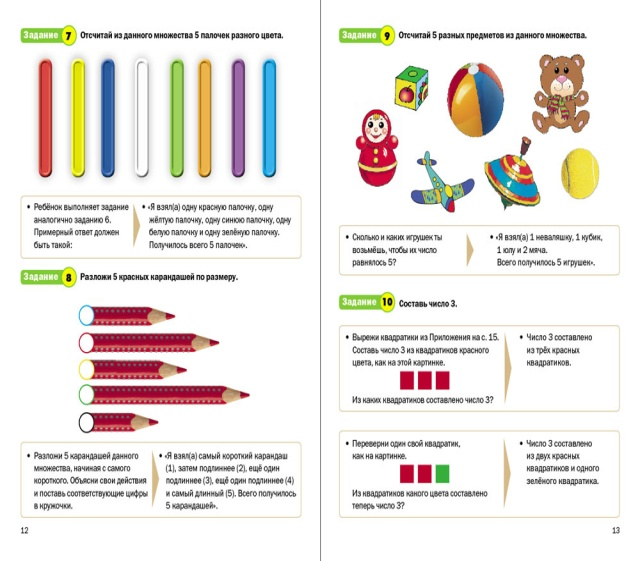 Задание 7 Отсчитай из данного множества 5 палочек разного цвета.
• Ребёнок выполняет задание
аналогично заданию 6.
Примерный ответ должен
быть такой:
• «Я взял(а) одну красную палочку, одну
жёлтую палочку, одну синюю палочку, одну
белую палочку и одну зелёную палочку.
Получилось всего 5 палочек».
Задание 8 Разложи 5 красных карандашей по размеру.
• Разложи 5 карандашей данного
множества, начиная с самого
короткого. Объясни свои действия
и поставь соответствующие цифры
в кружочки.
• «Я взял(а) самый короткий карандаш
(1), затем подлиннее (2), ещё один
подлиннее (3), ещё один подлиннее (4)
и самый длинный (5). Всего получилось
5 карандашей».
12
Задание 9 Отсчитай 5 разных предметов из данного множества.
• Сколько и каких игрушек ты
возьмёшь, чтобы их число
равнялось 5?
• «Я взял(а) 1 неваляшку, 1 кубик,
1 юлу и 2 мяча.
Всего получилось 5 игрушек».
Задание 10 Составь число 3.
• Вырежи квадратики из Приложения на с. 15.
Составь число 3 из квадратиков красного
цвета, как на этой картинке.
Из каких квадратиков составлено число 3?
• Число 3 составлено
из трёх красных
квадратиков.
• Переверни один свой квадратик,
как на картинке.
Из квадратиков какого цвета составлено
теперь число 3?
• Число 3 составлено
из двух красных
квадратиков и одного
зелёного квадратика.
13